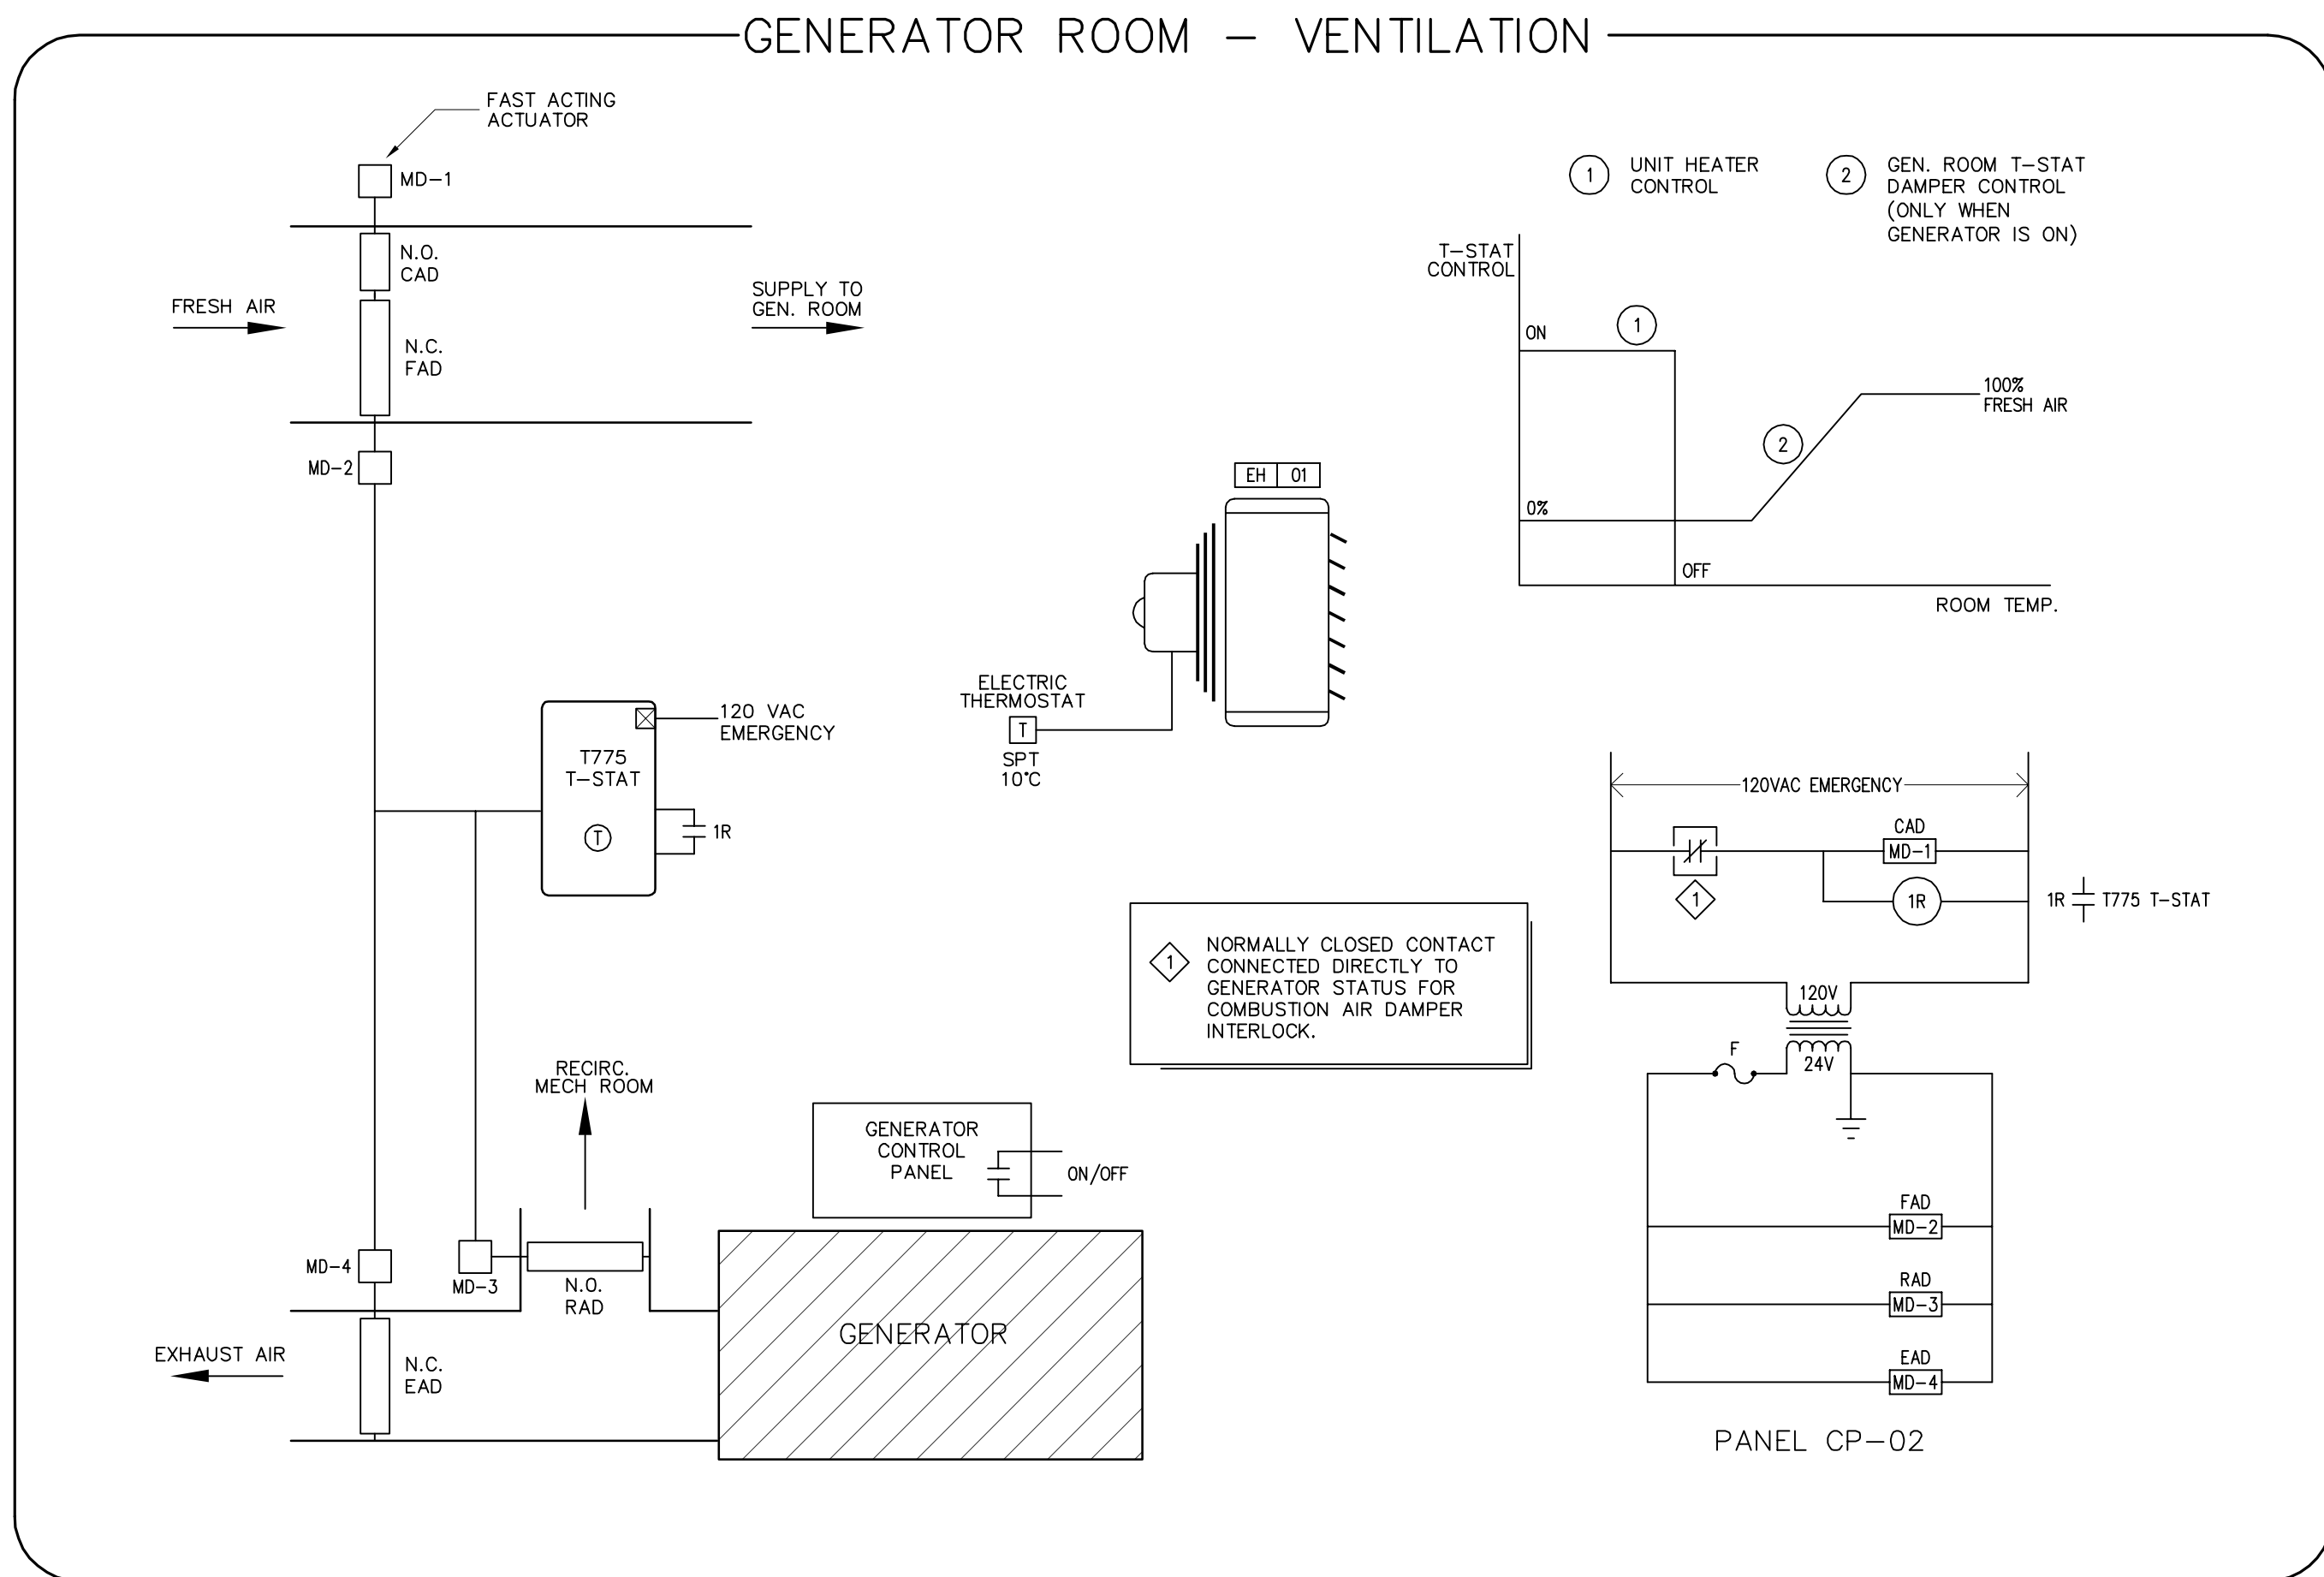 GENERATOR ROOM - VENTILATION
FAST ACTING
ACTUATOR
MD-1
N.O.
CAD
FRESH AIR
SUPPLY TO
GEN. ROOM
N.C.
FAD
MD-2
1 UNIT HEATER
CONTROL
2 GEN. ROOM T-STAT
DAMPER CONTROL
(ONLY WHEN
GENERATOR IS ON)
T-STAT
CONTROL
ON
1
100%
FRESH AIR
2
0%
OFF
ROOM TEMP.
EH 01
ELECTRIC
THERMOSTAT
T
SPT
10°C
120 VAC
EMERGENCY
T775
T-STAT
T
1R
120VAC EMERGENCY
CAD
MD-1
1
1R
1R T775 T-STAT
1 NORMALLY CLOSED CONTACT
CONNECTED DIRECTLY TO
GENERATOR STATUS FOR
COMBUSTION AIR DAMPER
INTERLOCK.
120V
F
24V
FAD
MD-2
RAD
MD-3
EAD
MD-4
PANEL CP-02
RECIRC.
MECH ROOM
GENERATOR
CONTROL
PANEL
ON/OFF
MD-4
MD-3
N.O.
RAD
GENERATOR
EXHAUST AIR
N.C.
EAD